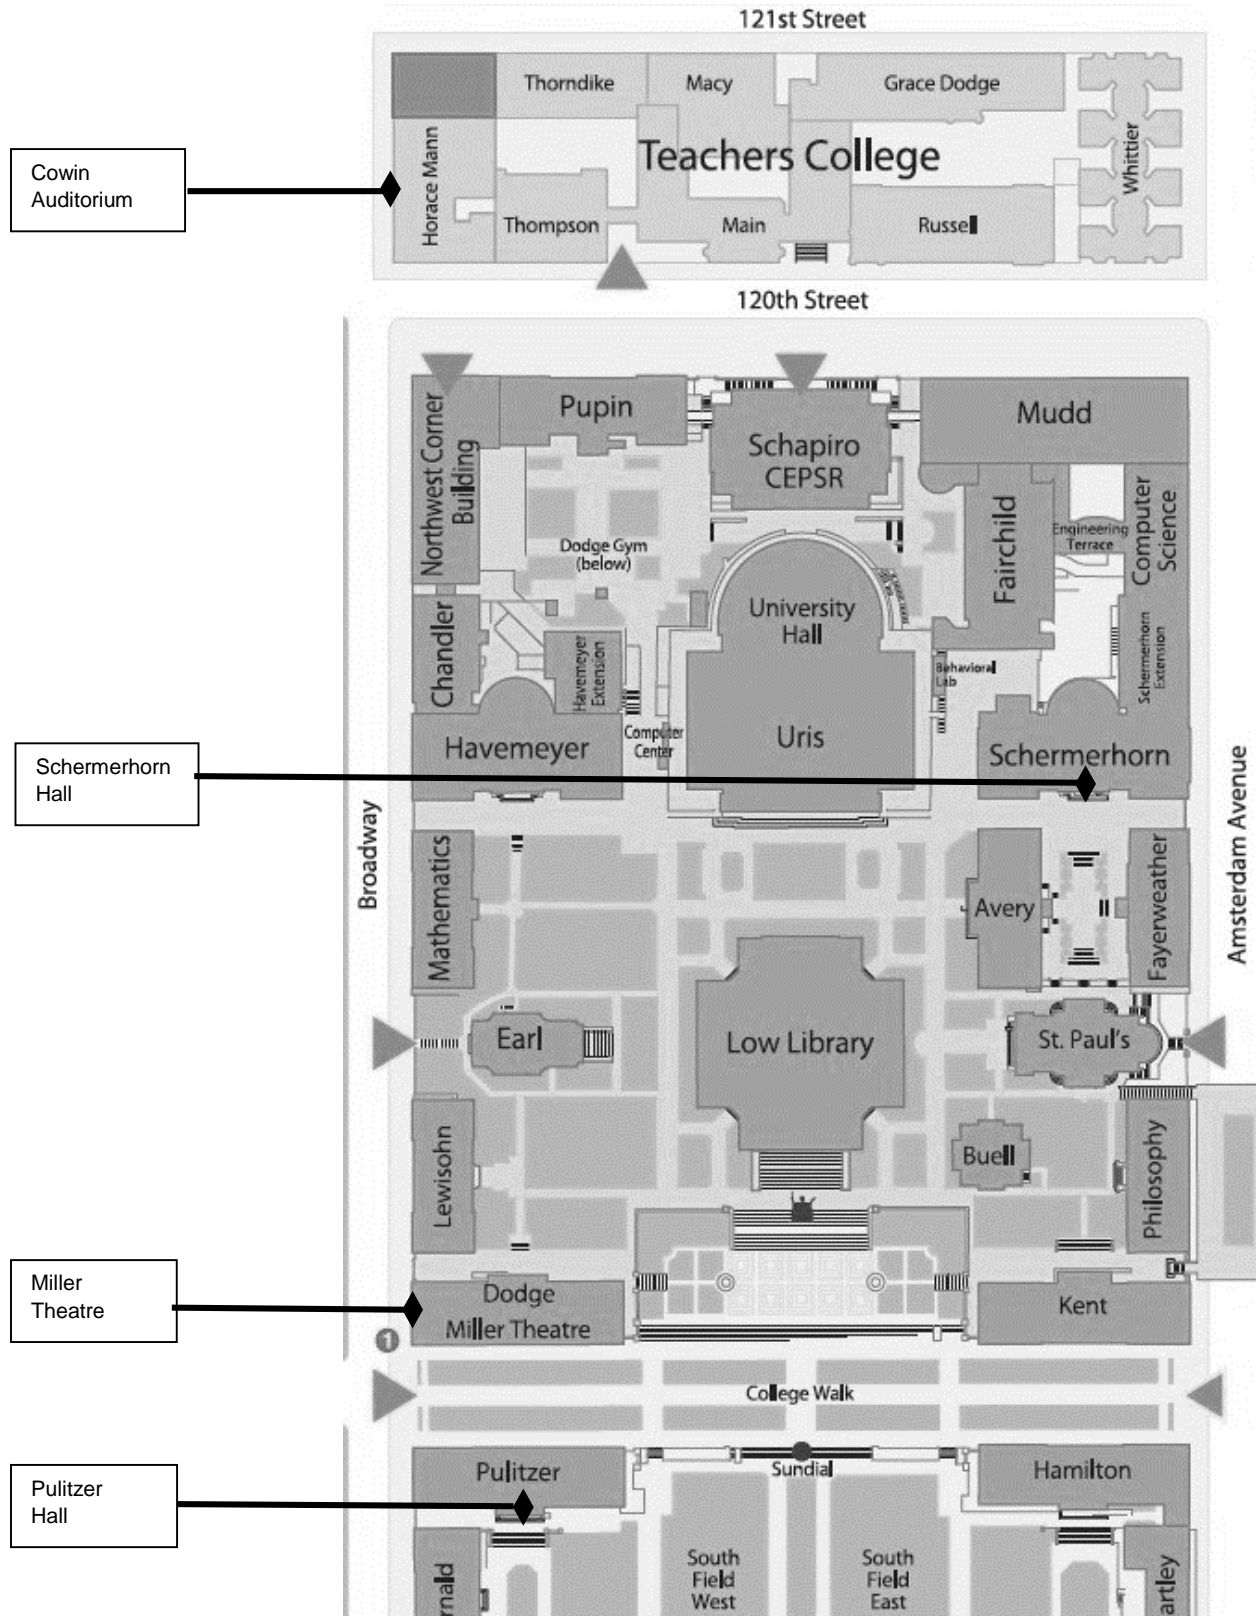 121st Street
Thorndike
Macy
Grace Dodge
Whittier
Teachers College
Horace Mann
Thompson
Main
Russell
Cowin
Auditorium
120th Street
Northwest Corner
Building
Pupin
Schapiro
CEPSR
Mudd
Dodge Gym
(below)
Fairchild
Engineering
Terrace
Computer
Science
University
Hall
Chandler
Havemeyer
Extension
Behavioral
Lab
Schermerhorn
Extension
Havemeyer
Computer
Center
Uris
Schermerhorn
Schermerhorn
Hall
Broadway
Amsterdam Avenue
Mathematics
Avery
Fayerweather
Earl
Low Library
St. Paul's
Lewisohn
Buell
Philosophy
Miller
Theatre
Dodge
Miller Theatre
Kent
1
College Walk
Pulitzer
Sundial
Hamilton
Pulitzer
Hall
South
Field
West
South
Field
East
rnald
artley